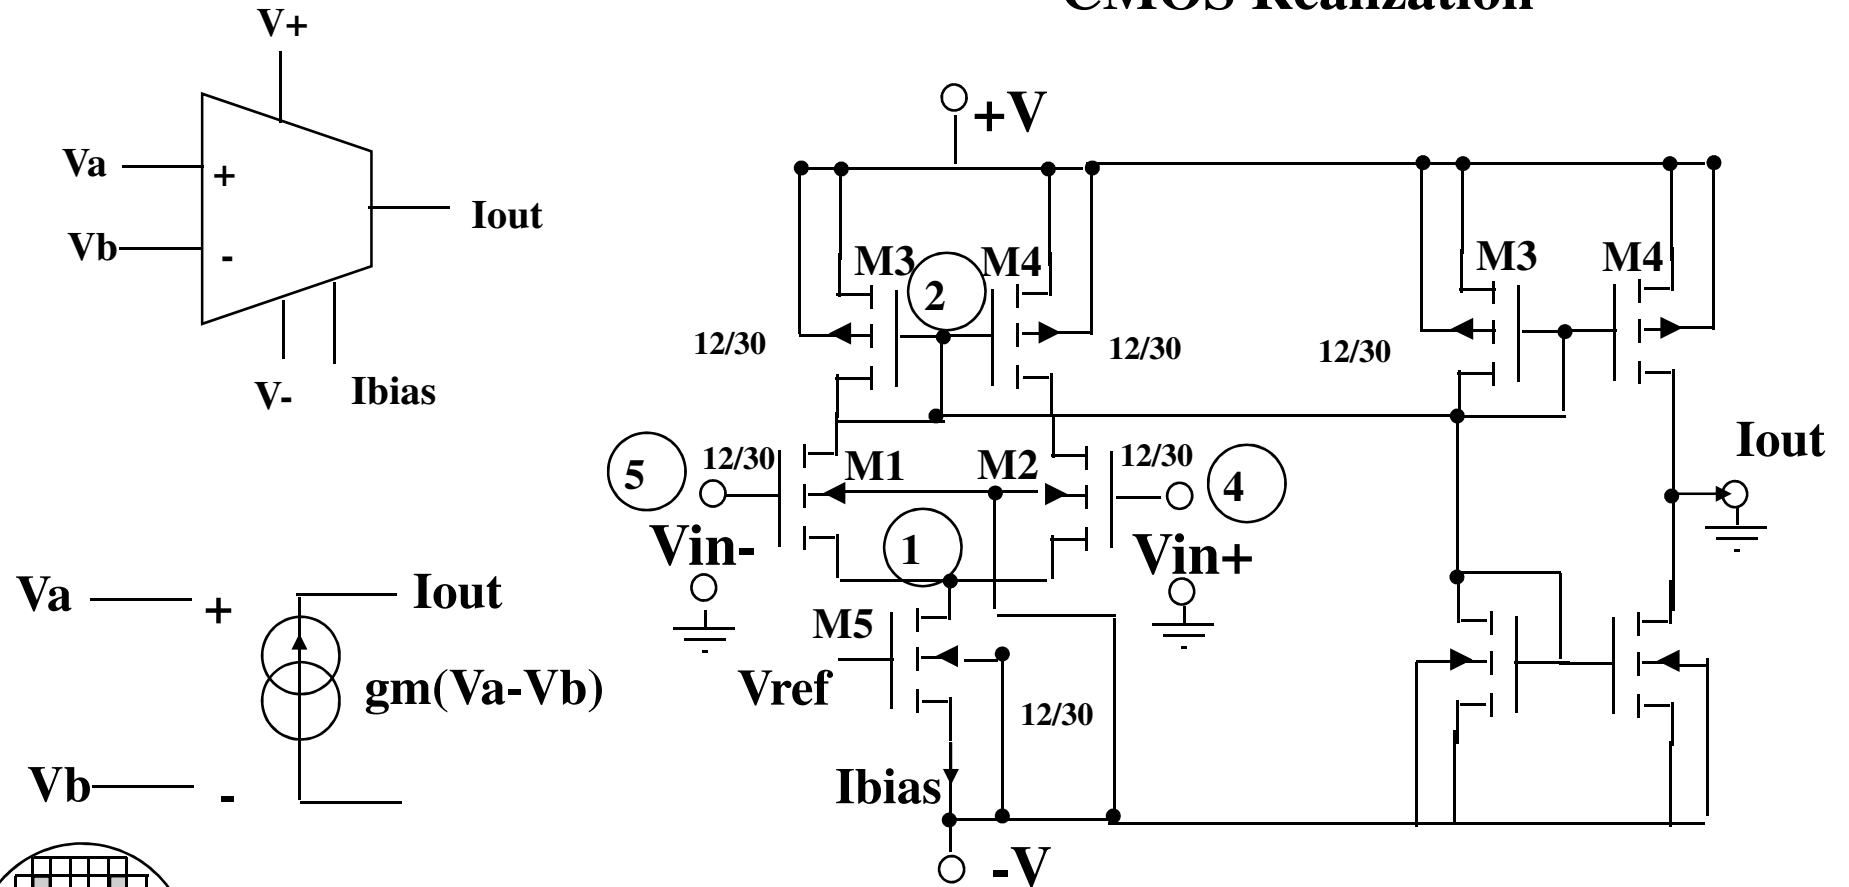 CMOS Realization
V+
Va
+
Vb
-
Iout
V-
Ibias
+V
M3
2
M4
12/30
12/30
M3
M4
12/30
5
12/30
M1
M2
12/30
4
Vin-
1
Vin+
Iout
M5
Vref
12/30
Ibias
-V
Va
+
Iout
gm(Va-Vb)
Vb
-